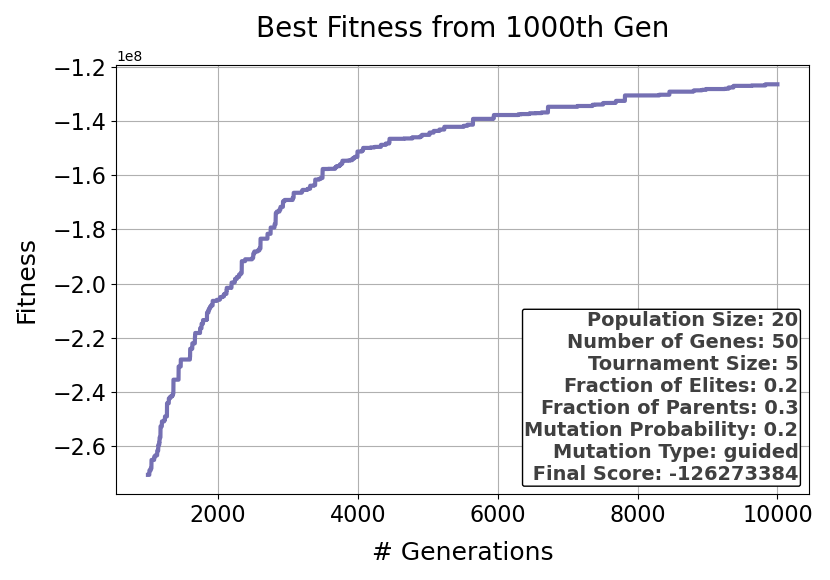 Best Fitness from 1000th Gen
1e8
−1.2
−1.4
−1.6
−1.8
−2.0
−2.2
−2.4
−2.6
Fitness
Population Size: 20
Number of Genes: 50
Tournament Size: 5
Fraction of Elites: 0.2
Fraction of Parents: 0.3
Mutation Probability: 0.2
Mutation Type: guided
Final Score: -126273384
2000 4000 6000 8000 10000
# Generations